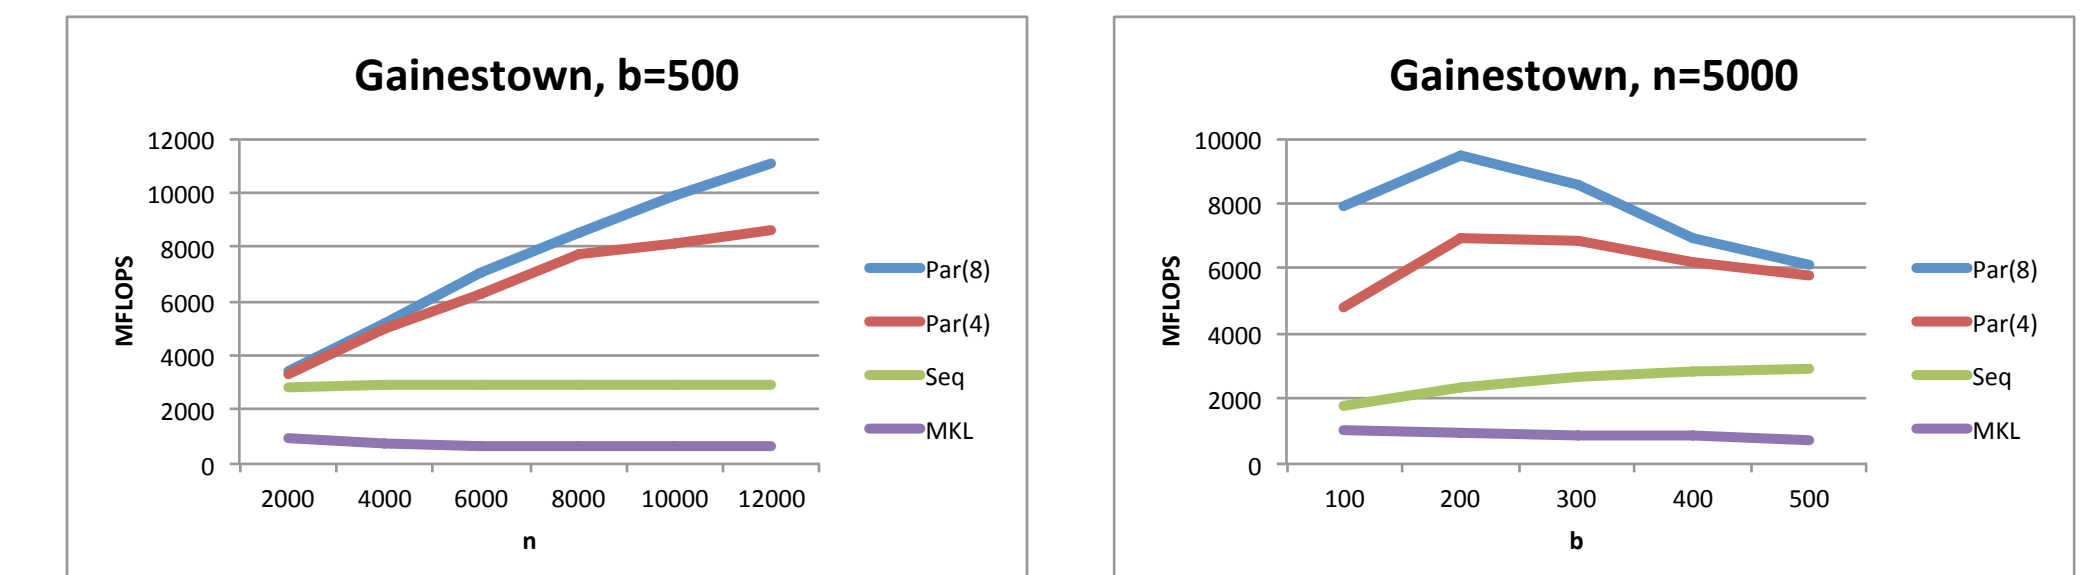 Gainestown, b=500
12000
10000
8000
6000
4000
2000
0
MFLOPS
2000 4000 6000 8000 10000 12000
n
Par(8)
Par(4)
Seq
MKL
Gainestown, n=5000
10000
8000
6000
4000
2000
0
MFLOPS
100 200 300 400 500
b
Par(8)
Par(4)
Seq
MKL